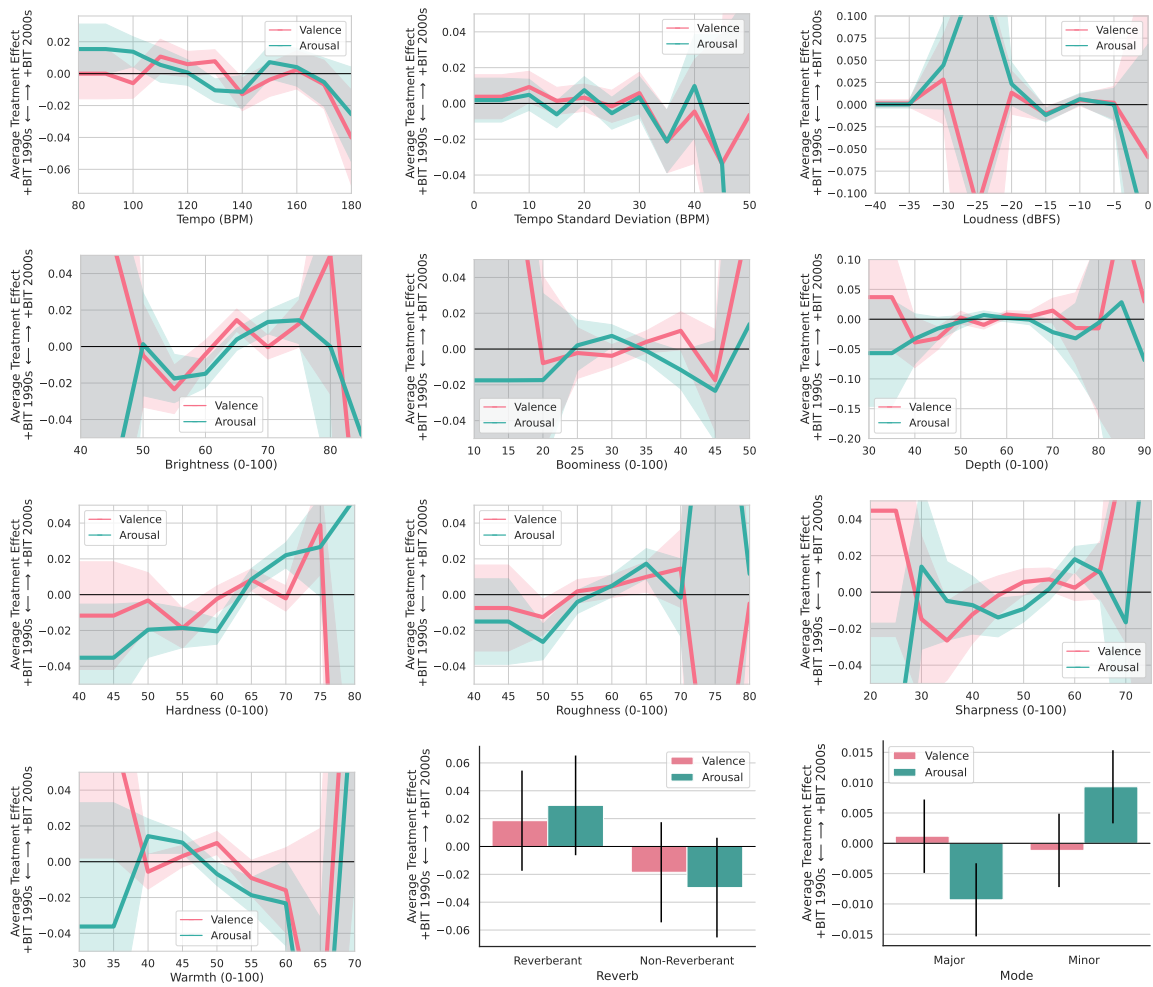 Average Treatment Effect
+BIT 1990s ⟵ ⟶ +BIT 2000s
0.02
0.00
−0.02
−0.04
−0.06
Valence
Arousal
80 100 120 140 160 180
Tempo (BPM)
Average Treatment Effect
+BIT 1990s ⟵ ⟶ +BIT 2000s
0.04
0.02
0.00
−0.02
−0.04
Valence
Arousal
0 10 20 30 40 50
Tempo Standard Deviation (BPM)
Average Treatment Effect
+BIT 1990s ⟵ ⟶ +BIT 2000s
0.100
0.075
0.050
0.025
0.000
−0.025
−0.050
−0.075
−0.100
Valence
Arousal
−40 −35 −30 −25 −20 −15 −10 −5 0
Loudness (dBFS)
Average Treatment Effect
+BIT 1990s ⟵ ⟶ +BIT 2000s
0.04
0.02
0.00
−0.02
−0.04
Valence
Arousal
40 50 60 70 80
Brightness (0-100)
Average Treatment Effect
+BIT 1990s ⟵ ⟶ +BIT 2000s
0.04
0.02
0.00
−0.02
−0.04
Valence
Arousal
10 15 20 25 30 35 40 45 50
Boominess (0-100)
Average Treatment Effect
+BIT 1990s ⟵ ⟶ +BIT 2000s
0.10
0.05
0.00
−0.05
−0.10
−0.15
−0.20
Valence
Arousal
30 40 50 60 70 80 90
Depth (0-100)
Average Treatment Effect
+BIT 1990s ⟵ ⟶ +BIT 2000s
0.04
0.02
0.00
−0.02
−0.04
Valence
Arousal
40 45 50 55 60 65 70 75 80
Hardness (0-100)
Average Treatment Effect
+BIT 1990s ⟵ ⟶ +BIT 2000s
0.04
0.02
0.00
−0.02
−0.04
Valence
Arousal
40 45 50 55 60 65 70 75 80
Roughness (0-100)
Average Treatment Effect
+BIT 1990s ⟵ ⟶ +BIT 2000s
0.04
0.02
0.00
−0.02
−0.04
Valence
Arousal
20 30 40 50 60 70
Sharpness (0-100)
Average Treatment Effect
+BIT 1990s ⟵ ⟶ +BIT 2000s
0.04
0.02
0.00
−0.02
−0.04
Valence
Arousal
30 35 40 45 50 55 60 65 70
Warmth (0-100)
Average Treatment Effect
+BIT 1990s ⟵ ⟶ +BIT 2000s
0.06
0.04
0.02
0.00
−0.02
−0.04
−0.06
Valence
Arousal
Reverberant Non-Reverberant
Reverb
Average Treatment Effect
+BIT 1990s ⟵ ⟶ +BIT 2000s
0.015
0.010
0.005
0.000
−0.005
−0.010
−0.015
Valence
Arousal
Major Minor
Mode